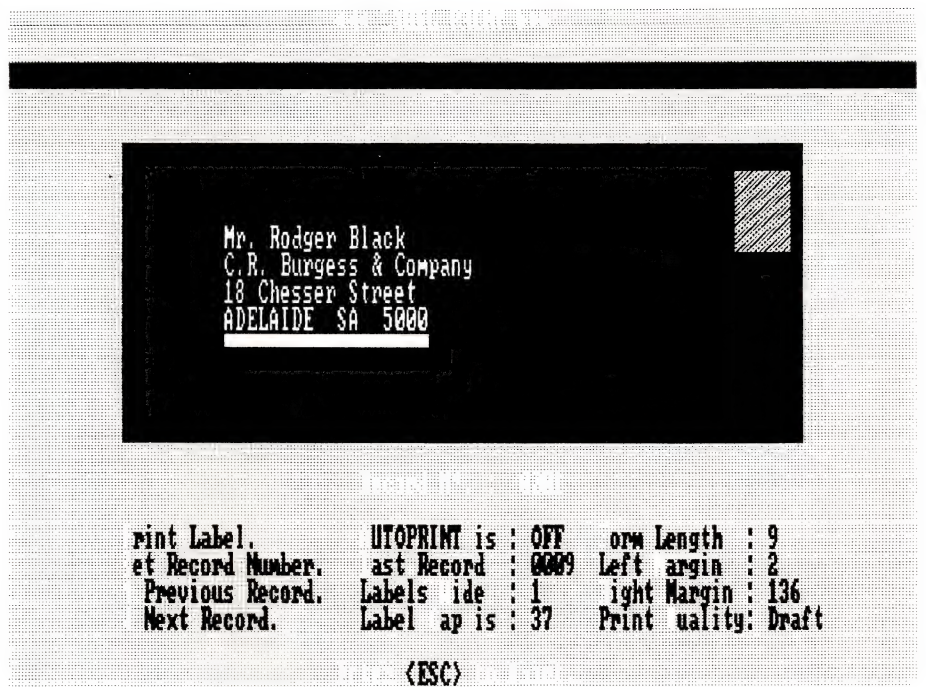 Mr. Rodger Black
C.R. Burgess & Company
18 Chesser Street
ADELAIDE SA 5000
Record N°. :
rint Label. UTOPRINT is : OFF orm Length : 9
et Record Number. ast Record : 0009 Left argin : 2
Previous Record. Labels ide : 1 ight Margin : 136
Next Record. Label ap is : 37 Print uality: Draft
<ESC>